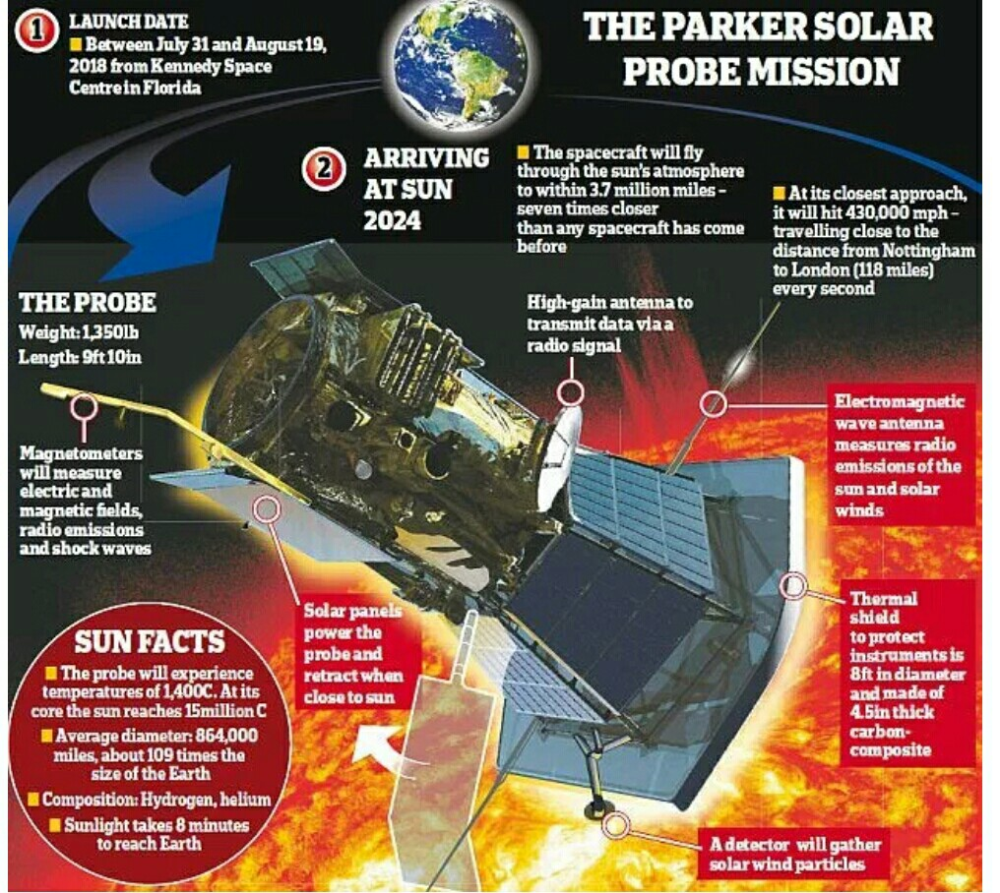 THE PARKER SOLAR
PROBE MISSION
1
LAUNCH DATE
Between July 31 and August 19,
2018 from Kennedy Space
Centre in Florida
2
ARRIVING
AT SUN
2024
The spacecraft will fly
through the sun's atmosphere
to within 3.7 million miles –
seven times closer
than any spacecraft has come
before
At its closest approach,
it will hit 430,000 mph –
travelling close to the
distance from Nottingham
to London (118 miles)
every second
THE PROBE
Weight: 1,350lb
Length: 9ft 10in
High-gain antenna to
transmit data via a
radio signal
Electromagnetic
wave antenna
measures radio
emissions of the
sun and solar
winds
Magnetometers
will measure
electric and
magnetic fields,
radio emissions
and shock waves
Solar panels
power the
probe and
retract when
close to sun
Thermal
shield
to protect
instruments is
8ft in diameter
and made of
4.5in thick
carbon-
composite
SUN FACTS
The probe will experience
temperatures of 1,400C. At its
core the sun reaches 15million C
Average diameter: 864,000
miles, about 109 times the
size of the Earth
Composition: Hydrogen, helium
Sunlight takes 8 minutes
to reach Earth
A detector will gather
solar wind particles